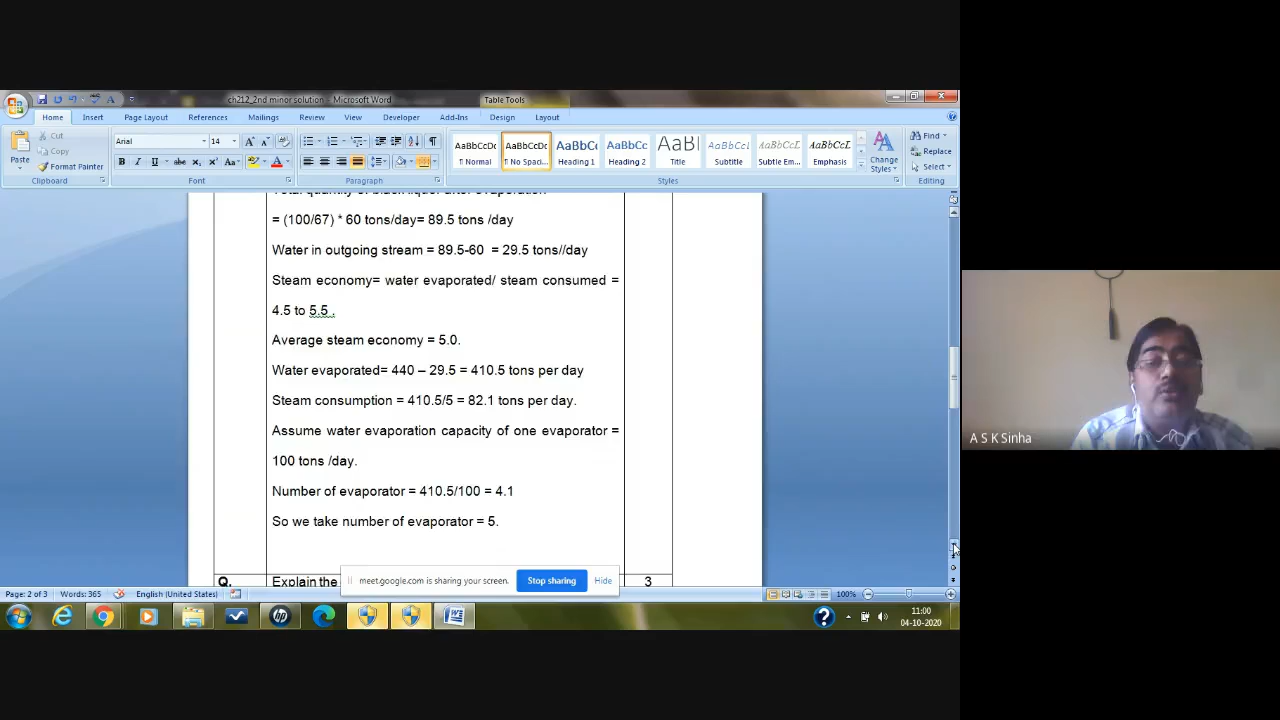 ch212_2nd minor solution - Microsoft Word
Table Tools
Home Insert Page Layout References Mailings Review View Developer Add-Ins Design Layout
Paste
Cut
Copy
Format Painter
Clipboard
Arial 14
Font
Paragraph
AaBbCcDc AaBbCcDc AaBbCc AaBbCc AaBl AaBbCcL AaBbCcL AaBbCcL
¶ Normal ¶ No Spaci... Heading 1 Heading 2 Title Subtitle Subtle Em... Emphasis
Change Styles
Styles
Find
Replace
Select
Editing
Total quantity of black liquor after evaporation
= (100/67) * 60 tons/day= 89.5 tons /day
Water in outgoing stream = 89.5-60 = 29.5 tons//day
Steam economy= water evaporated/ steam consumed =
4.5 to 5.5 .
Average steam economy = 5.0.
Water evaporated= 440 – 29.5 = 410.5 tons per day
Steam consumption = 410.5/5 = 82.1 tons per day.
Assume water evaporation capacity of one evaporator =
100 tons /day.
Number of evaporator = 410.5/100 = 4.1
So we take number of evaporator = 5.
Q. Explain the 3
meet.google.com is sharing your screen. Stop sharing Hide
Page: 2 of 3 Words: 365 English (United States) 100%
11:00
04-10-2020
A S K Sinha